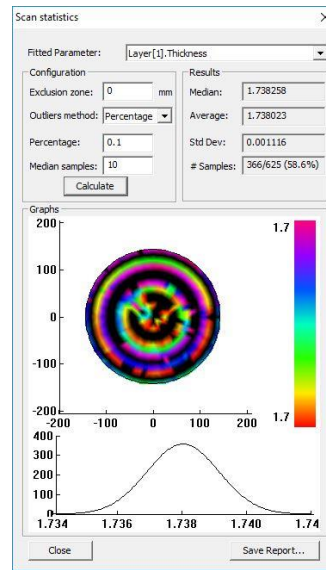 Scan statistics
Fitted Parameter: Layer[1].Thickness
Configuration
Exclusion zone: 0 mm
Outliers method: Percentage
Percentage: 0.1
Median samples: 10
Calculate
Results
Median: 1.738258
Average: 1.738023
Std Dev: 0.001116
# Samples: 366/625 (58.6%)
Graphs
200
100
0
-100
-200
-200 -100 0 100 200
1.7
1.7
400
300
200
100
0
1.734 1.736 1.738 1.740 1.74
Close Save Report...